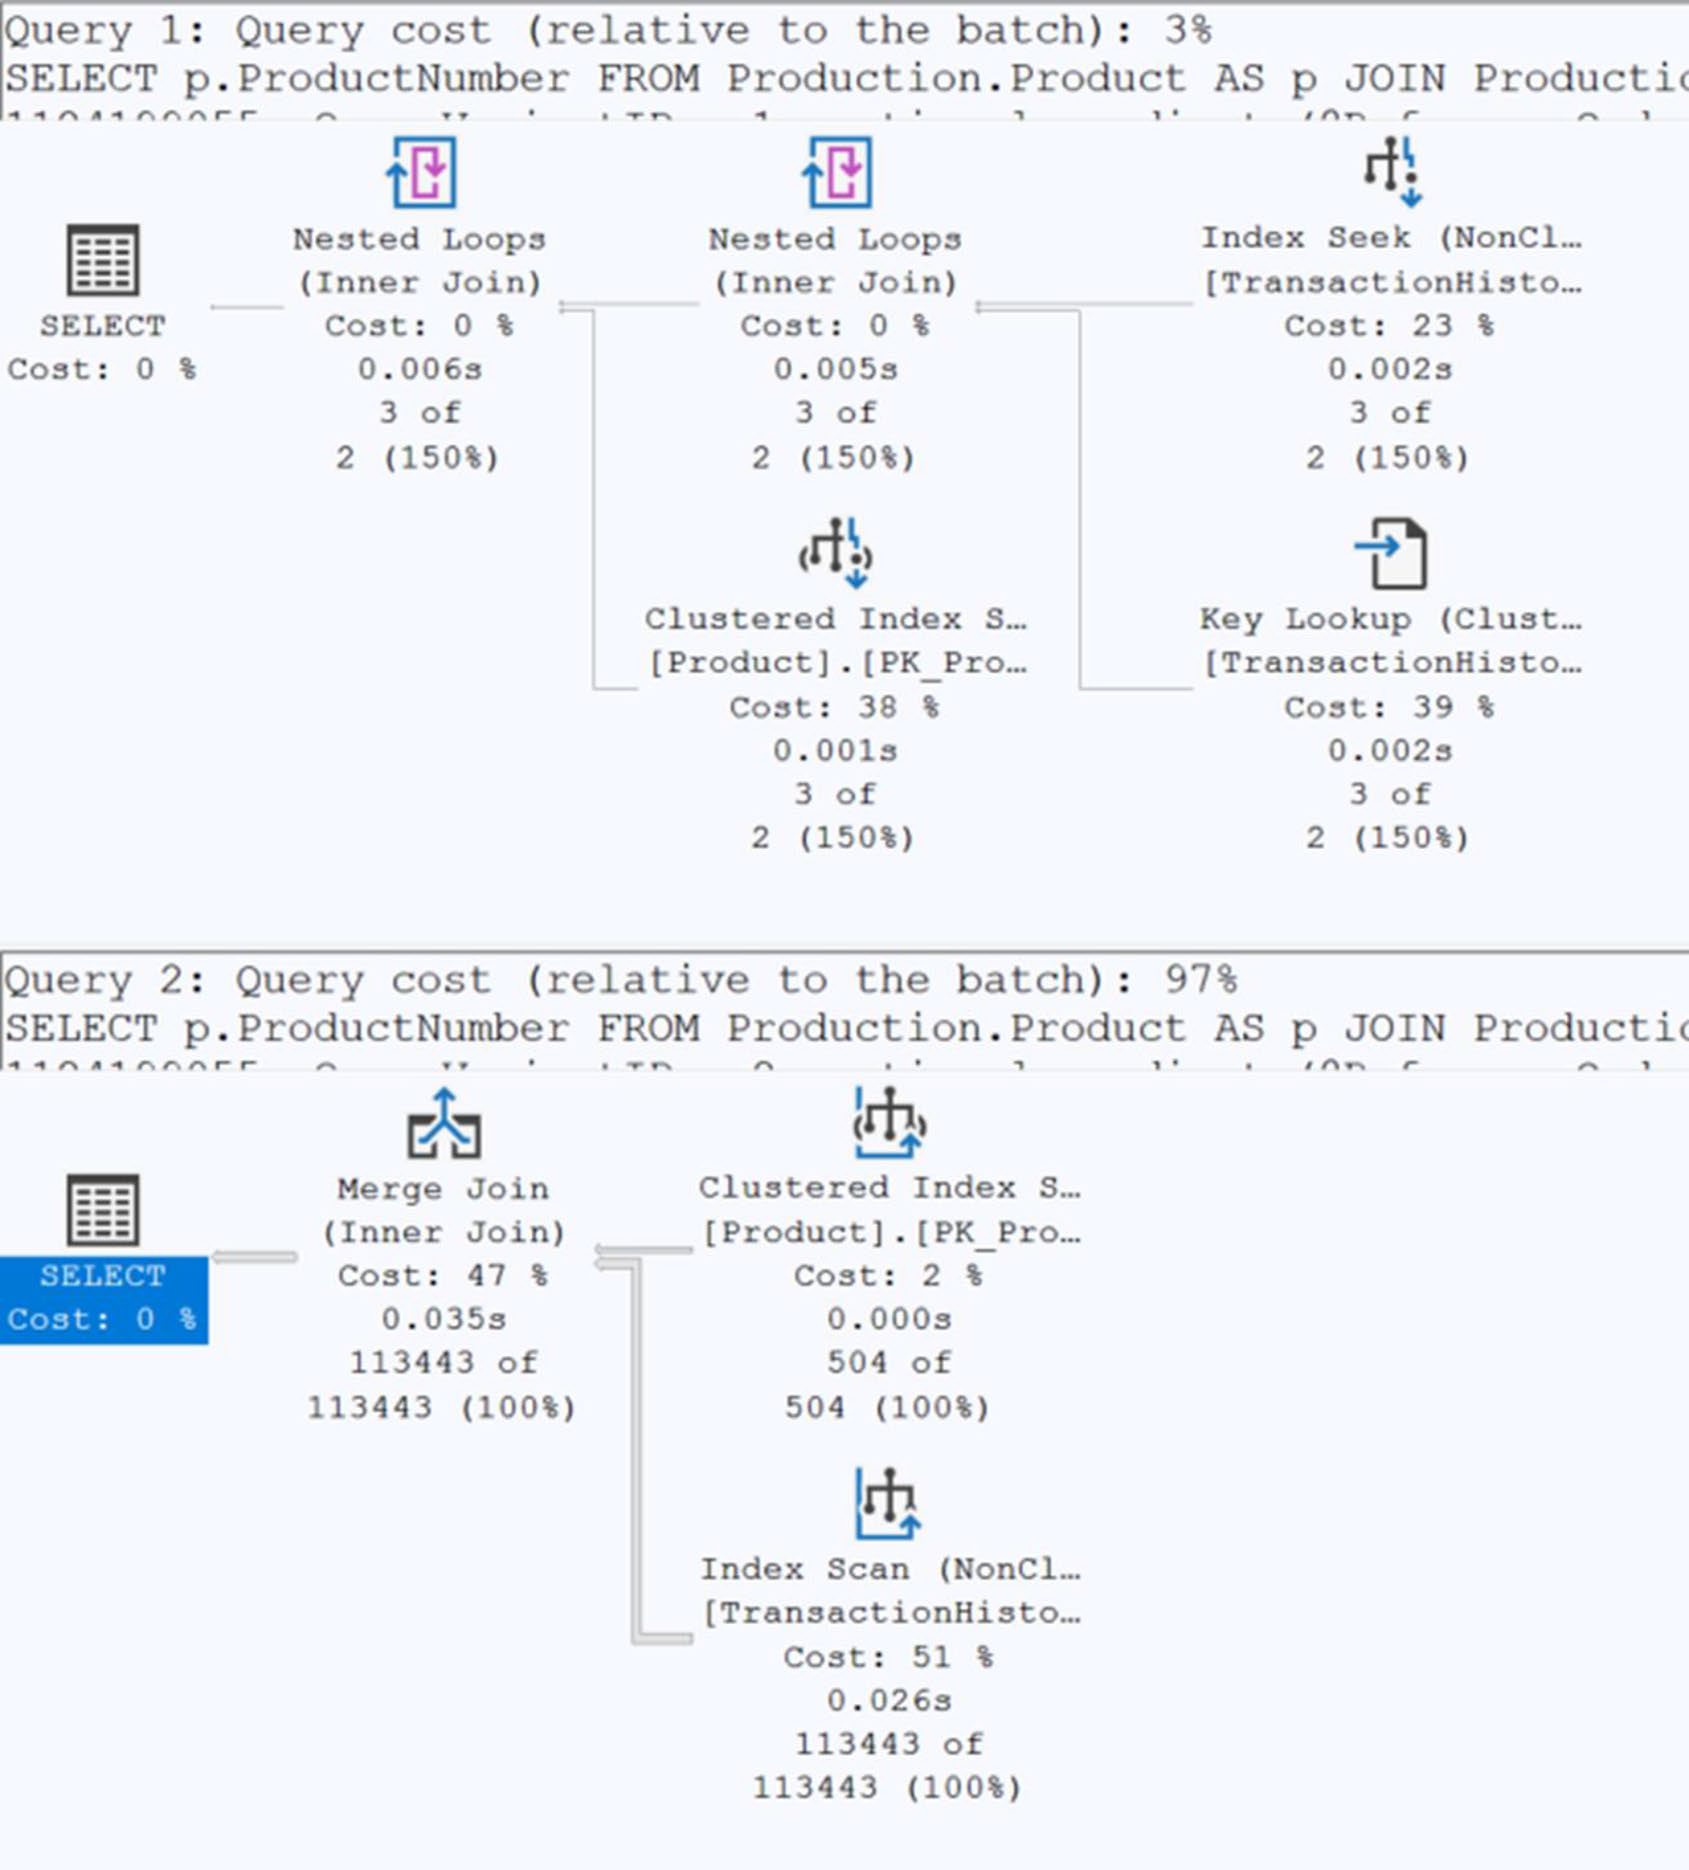 Query 1: Query cost (relative to the batch): 3%
SELECT p.ProductNumber FROM Production.Product AS p JOIN Productio
SELECT
Cost: 0 %
Nested Loops
(Inner Join)
Cost: 0 %
0.006s
3 of
2 (150%)
Nested Loops
(Inner Join)
Cost: 0 %
0.005s
3 of
2 (150%)
Index Seek (NonCl…
[TransactionHisto…
Cost: 23 %
0.002s
3 of
2 (150%)
Clustered Index S…
[Product].[PK_Pro…
Cost: 38 %
0.001s
3 of
2 (150%)
Key Lookup (Clust…
[TransactionHisto…
Cost: 39 %
0.002s
3 of
2 (150%)
Query 2: Query cost (relative to the batch): 97%
SELECT p.ProductNumber FROM Production.Product AS p JOIN Productio
SELECT
Cost: 0 %
Merge Join
(Inner Join)
Cost: 47 %
0.035s
113443 of
113443 (100%)
Clustered Index S…
[Product].[PK_Pro…
Cost: 2 %
0.000s
504 of
504 (100%)
Index Scan (NonCl…
[TransactionHisto…
Cost: 51 %
0.026s
113443 of
113443 (100%)